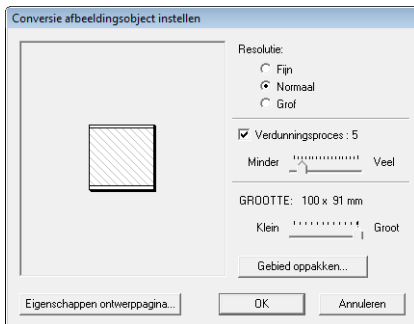 Conversie afbeeldingsobject instellen
Resolutie:
Fijn
Normaal
Grof
Verdunningsproces : 5
Minder Veel
GROOTTE: 100 x 91 mm
Klein Groot
Gebied oppakken...
Eigenschappen ontwerppagina... OK Annuleren